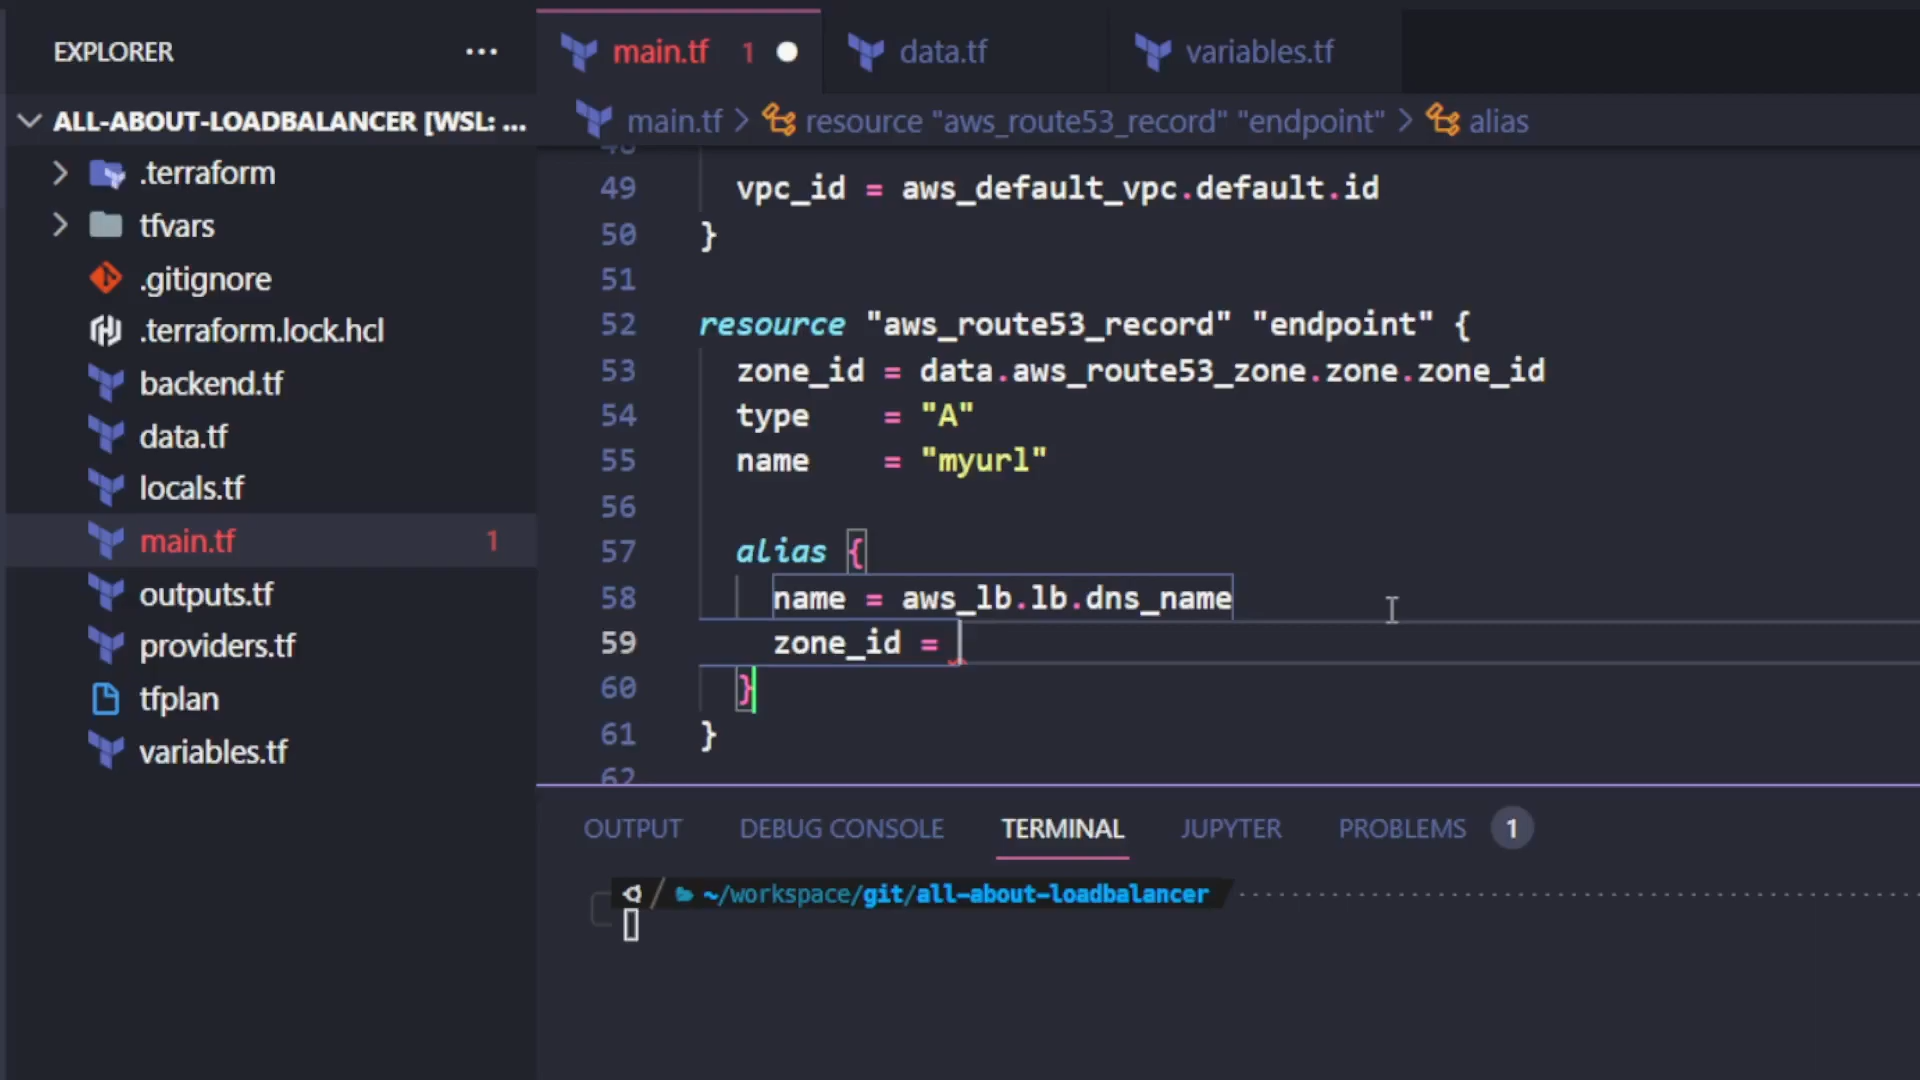 EXPLORER
ALL-ABOUT-LOADBALANCER [WSL: ...
.terraform
tfvars
.gitignore
.terraform.lock.hcl
backend.tf
data.tf
locals.tf
main.tf 1
outputs.tf
providers.tf
tfplan
variables.tf
main.tf 1
data.tf
variables.tf
main.tf > resource "aws_route53_record" "endpoint" > alias
48
49 vpc_id = aws_default_vpc.default.id
50 }
51
52 resource "aws_route53_record" "endpoint" {
53 zone_id = data.aws_route53_zone.zone.zone_id
54 type = "A"
55 name = "myurl"
56
57 alias {
58 name = aws_lb.lb.dns_name
59 zone_id =
60 }
61 }
62
OUTPUT DEBUG CONSOLE TERMINAL JUPYTER PROBLEMS 1
~/workspace/git/all-about-loadbalancer